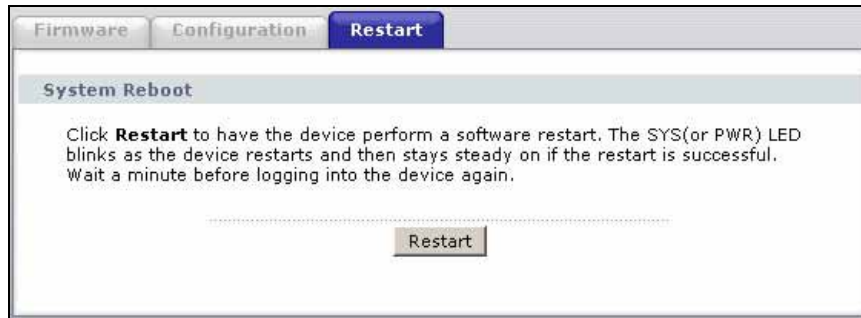 Firmware Configuration Restart
System Reboot
Click Restart to have the device perform a software restart. The SYS(or PWR) LED
blinks as the device restarts and then stays steady on if the restart is successful.
Wait a minute before logging into the device again.
Restart